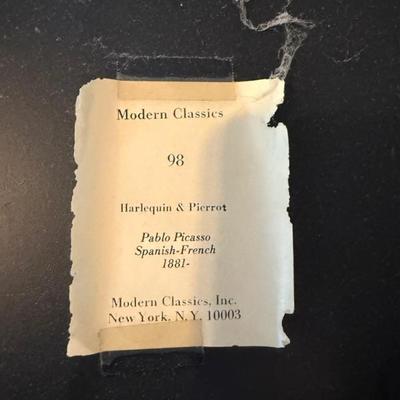 Modern Classics
98
Harlequin & Pierrot
Pablo Picasso
Spanish-French
1881-
Modern Classics, Inc.
New York, N.Y. 10003